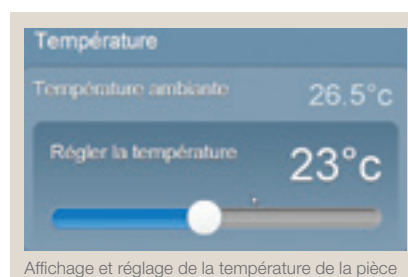 Température
Température ambiante 26.5°c
Régler la température 23°c
Affichage et réglage de la température de la pièce